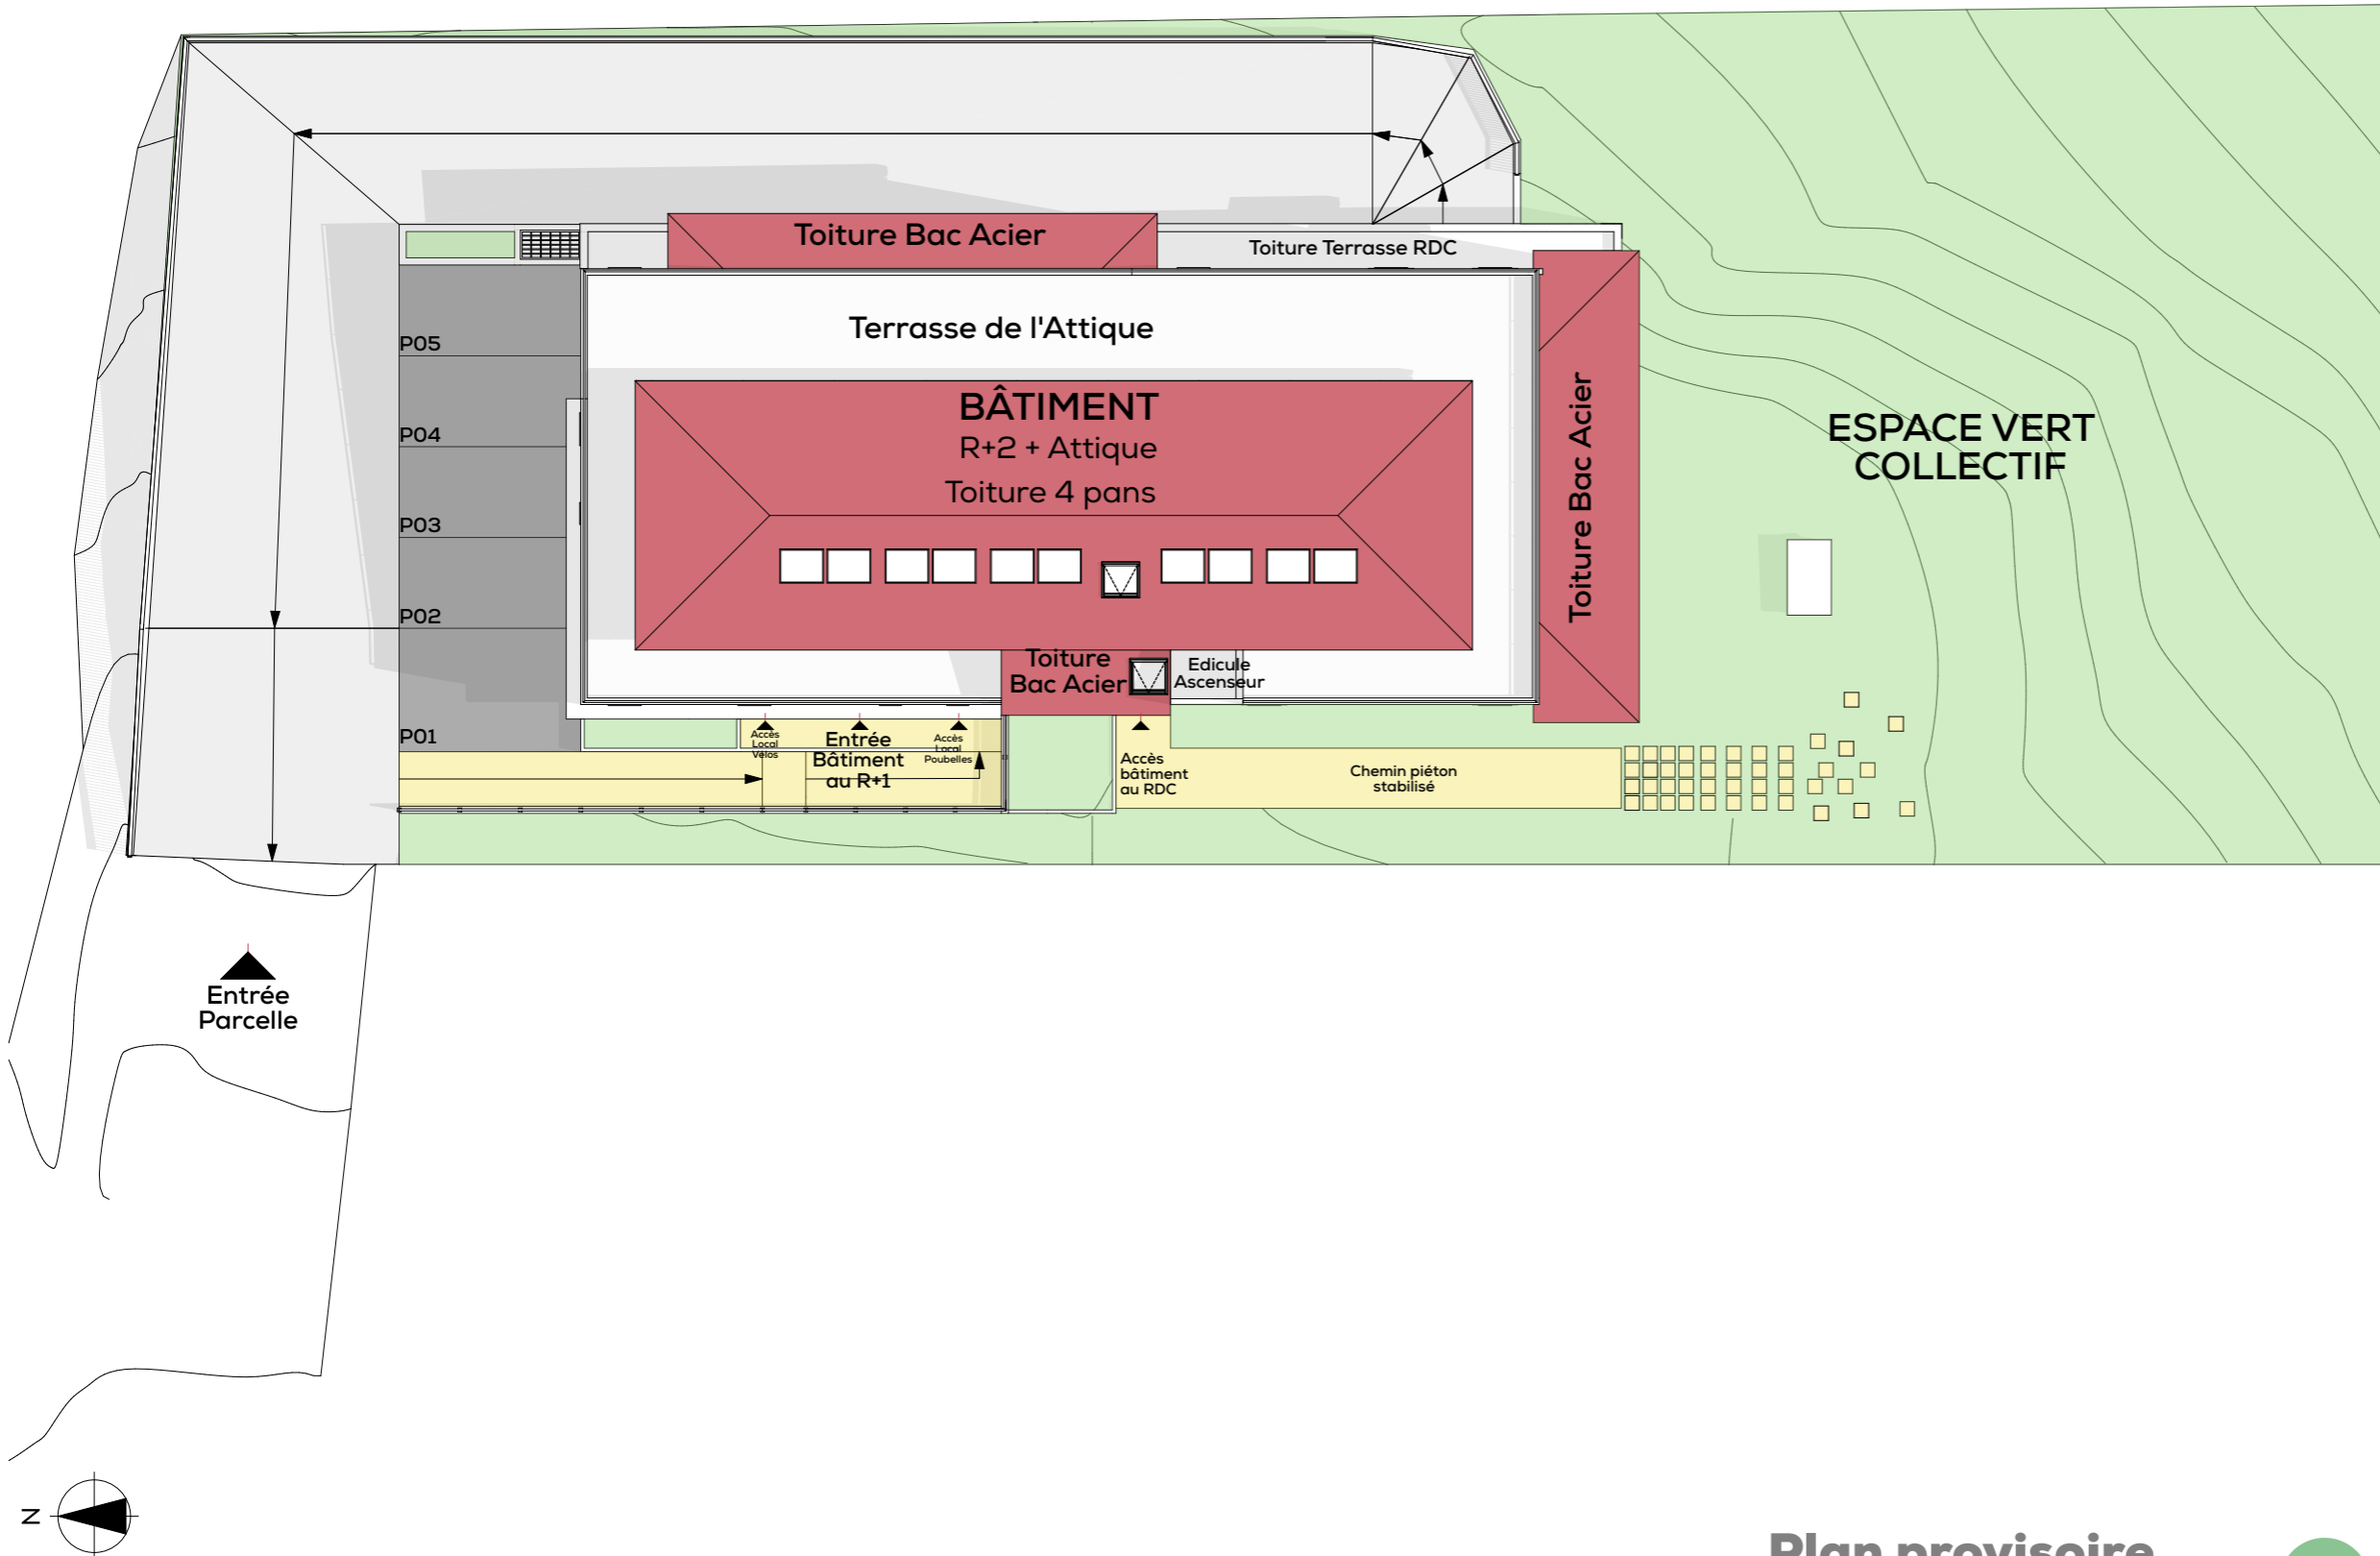 Toiture Bac Acier
Toiture Terrasse RDC
Terrasse de l'Attique
P05
P04
P03
P02
P01
BÂTIMENT
R+2 + Attique
Toiture 4 pans
Toiture Bac Acier
ESPACE VERT
COLLECTIF
Toiture
Bac Acier
Edicule
Ascenseur
Accès
Local
Vélos
Entrée
Bâtiment
au R+1
Accès
Local
Poubelles
Accès
bâtiment
au RDC
Chemin piéton
stabilisé
Entrée
Parcelle
N
Plan provisoire